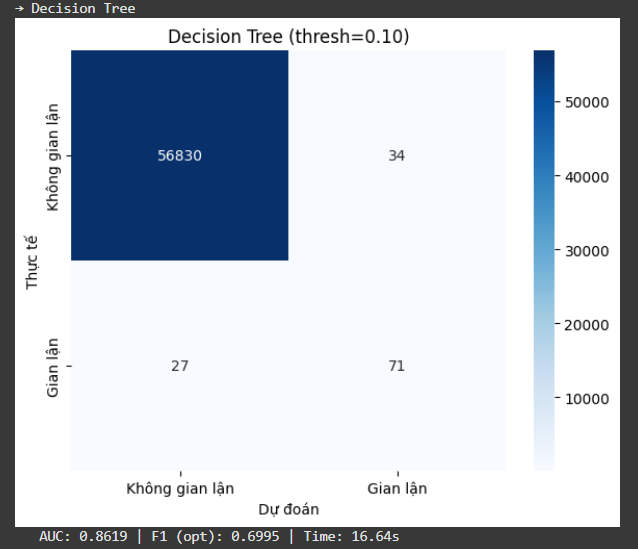 → Decision Tree
Decision Tree (thresh=0.10)
Thực tế
Không gian lận
56830
34
Gian lận
27
71
Không gian lận
Gian lận
Dự đoán
50000
40000
30000
20000
10000
AUC: 0.8619 | F1 (opt): 0.6995 | Time: 16.64s